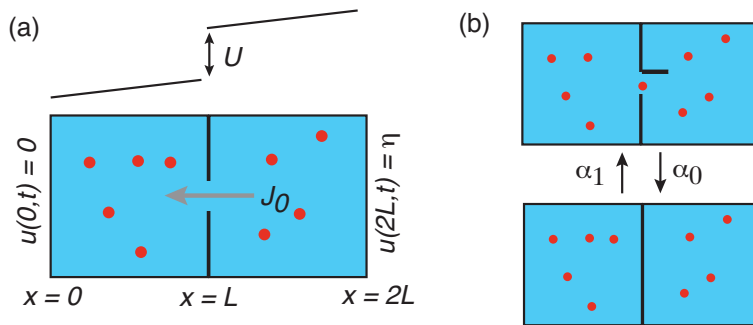 (a)
U
u(0,t) = 0
J0
u(2L,t) = η
x = 0
x = L
x = 2L
(b)
α1
α0